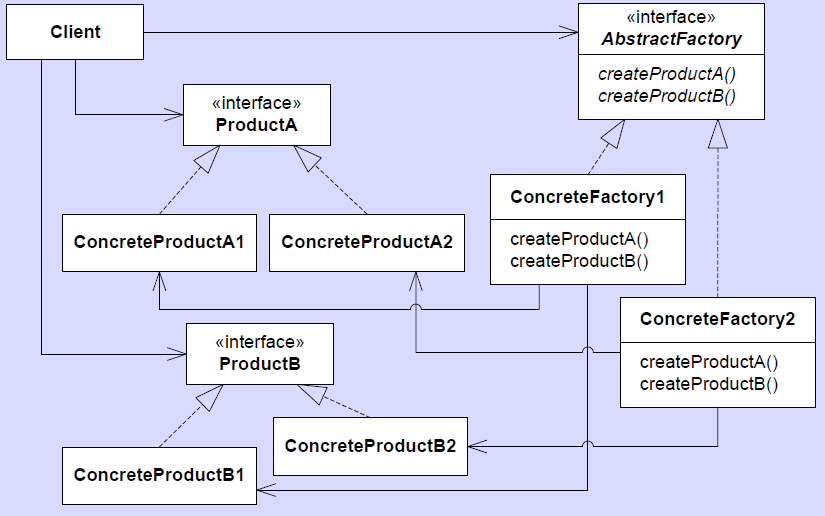 Client
«interface»
AbstractFactory
createProductA()
createProductB()
«interface»
ProductA
ConcreteFactory1
createProductA()
createProductB()
ConcreteProductA1
ConcreteProductA2
ConcreteFactory2
createProductA()
createProductB()
«interface»
ProductB
ConcreteProductB2
ConcreteProductB1